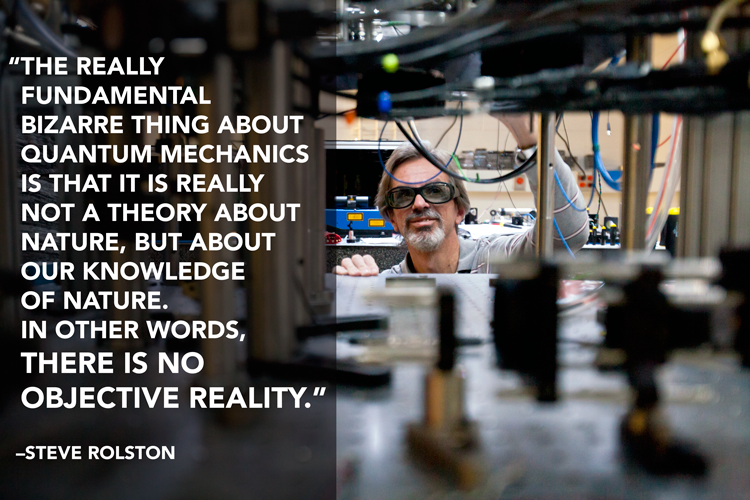 “THE REALLY
FUNDAMENTAL
BIZARRE THING ABOUT
QUANTUM MECHANICS
IS THAT IT IS REALLY
NOT A THEORY ABOUT
NATURE, BUT ABOUT
OUR KNOWLEDGE
OF NATURE.
IN OTHER WORDS,
THERE IS NO
OBJECTIVE REALITY.”
–STEVE ROLSTON